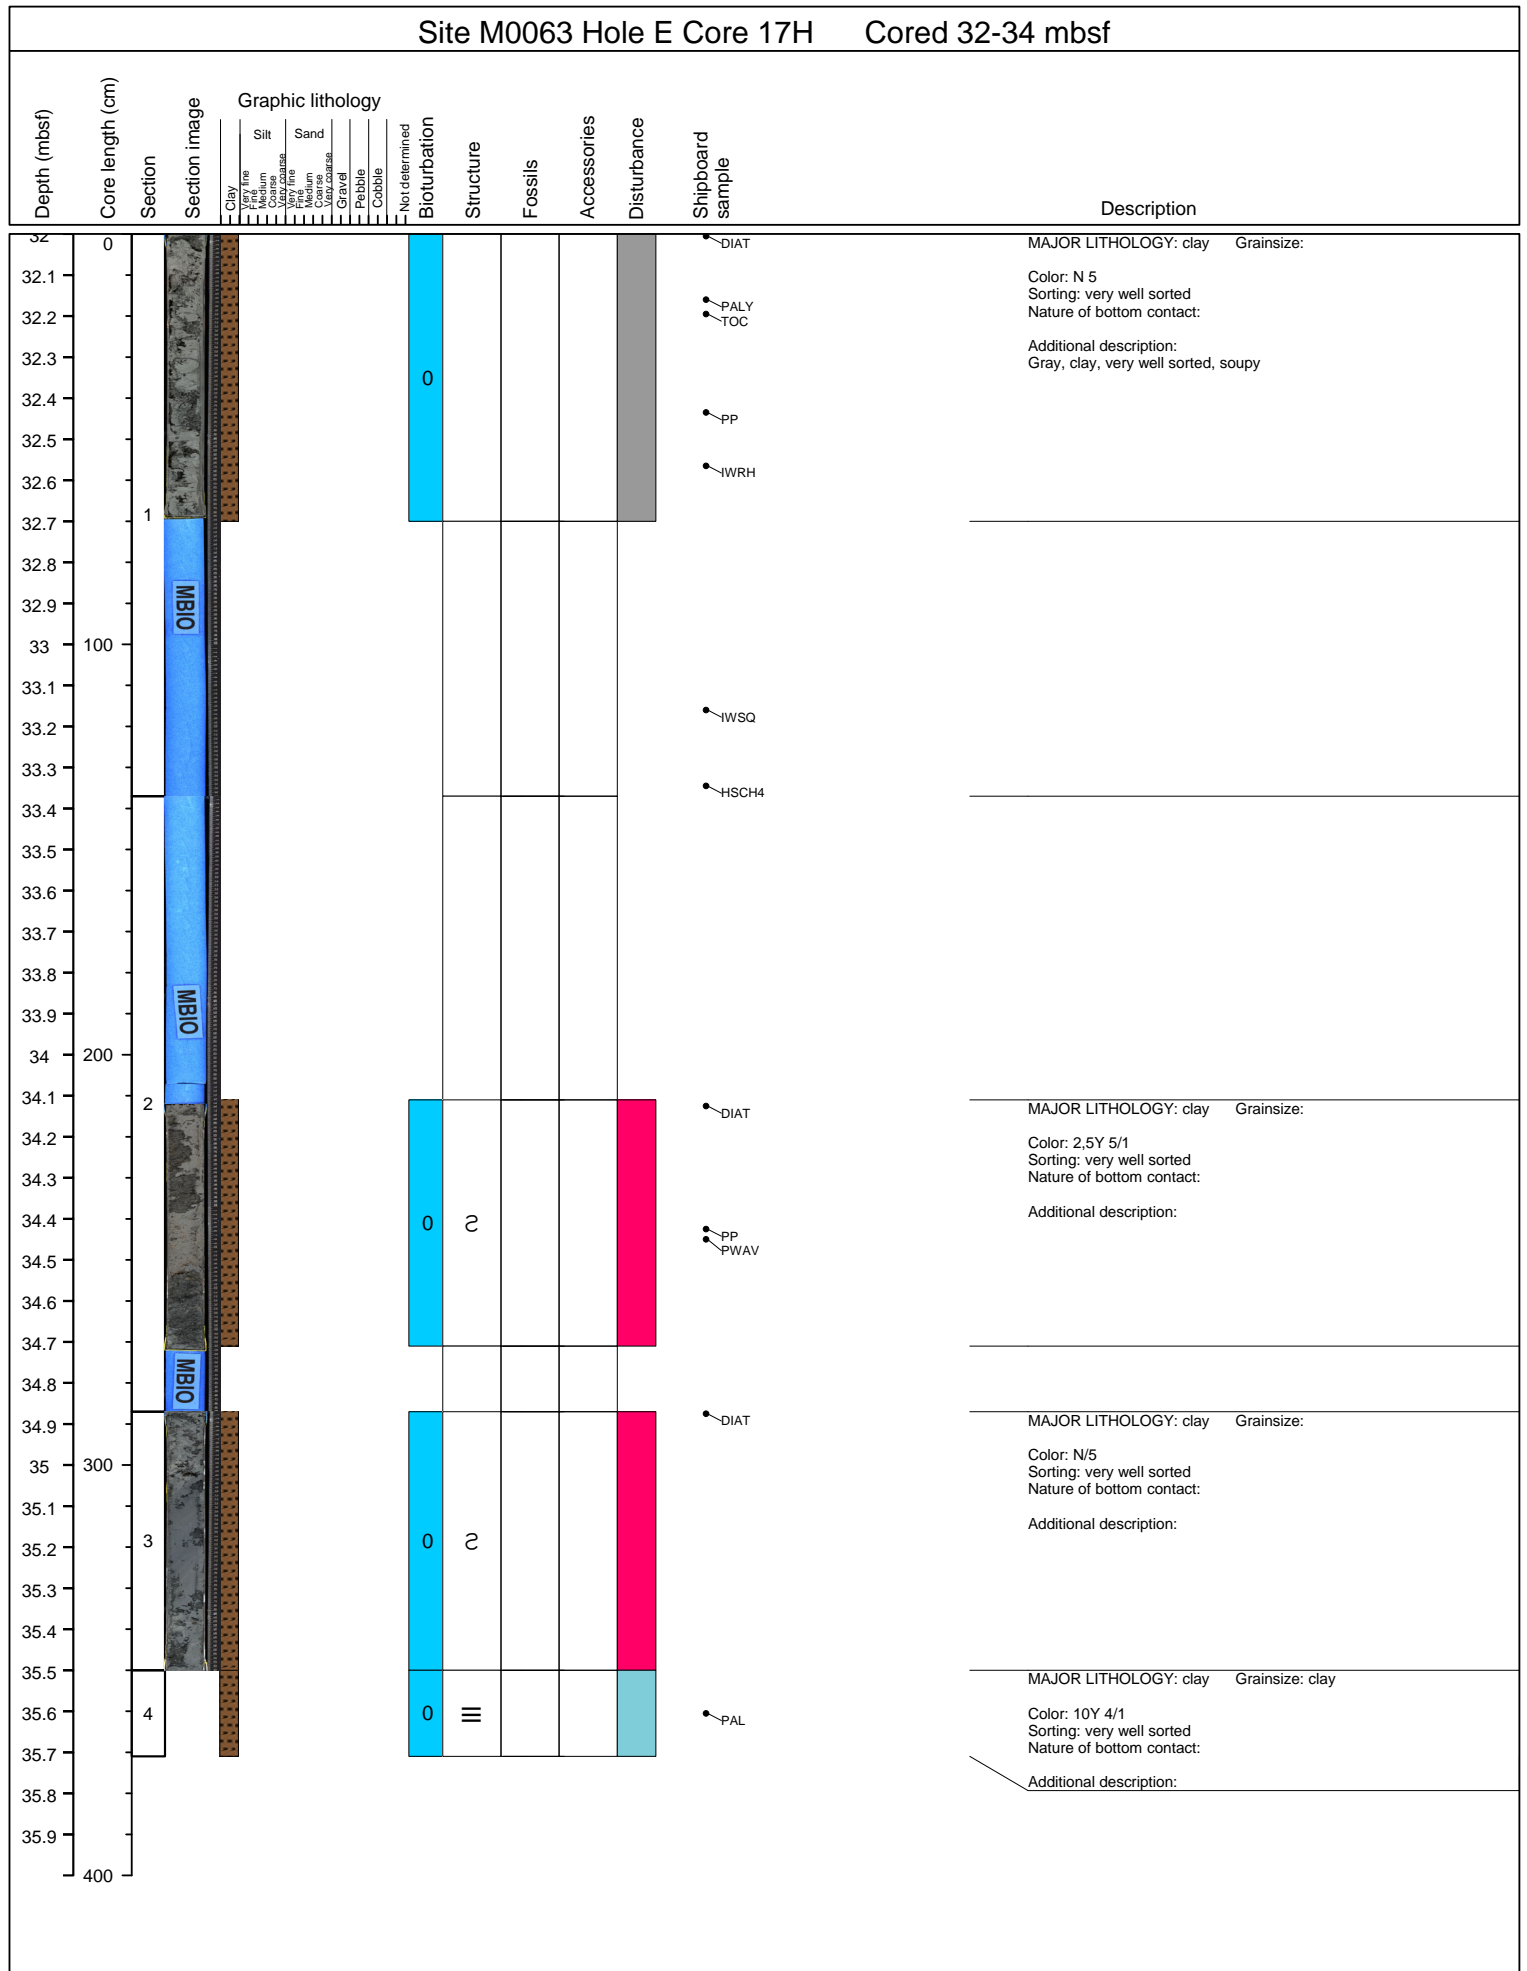 Site M0063 Hole E Core 17H Cored 32-34 mbsf
Depth (mbsf)
Core length (cm)
Section
Section image
Graphic lithology
Clay
Silt
Very fine
Fine
Medium
Coarse
Very coarse
Sand
Very fine
Fine
Medium
Coarse
Very coarse
Gravel
Pebble
Cobble
Not determined
Bioturbation
Structure
Fossils
Accessories
Disturbance
Shipboard
sample
Description
32
0
DIAT
MAJOR LITHOLOGY: clay Grainsize:
32.1
Color: N 5
Sorting: very well sorted
PALY
32.2
Nature of bottom contact:
TOC
32.3
Additional description:
Gray, clay, very well sorted, soupy
0
32.4
PP
32.5
IWRH
32.6
1
32.7
32.8
MBIO
32.9
33
100
33.1
IWSQ
33.2
33.3
HSCH4
33.4
33.5
33.6
33.7
33.8
33.9
MBIO
34
200
34.1
2
DIAT
MAJOR LITHOLOGY: clay Grainsize:
34.2
Color: 2,5Y 5/1
Sorting: very well sorted
34.3
Nature of bottom contact:
34.4
Additional description:
0
PP
PWAV
34.5
34.6
34.7
34.8
MBIO
34.9
DIAT
MAJOR LITHOLOGY: clay Grainsize:
35
300
Color: N/5
Sorting: very well sorted
Nature of bottom contact:
35.1
Additional description:
3
0
35.2
35.3
35.4
35.5
MAJOR LITHOLOGY: clay Grainsize: clay
35.6
4
0
PAL
Color: 10Y 4/1
Sorting: very well sorted
Nature of bottom contact:
35.7
Additional description:
35.8
35.9
400